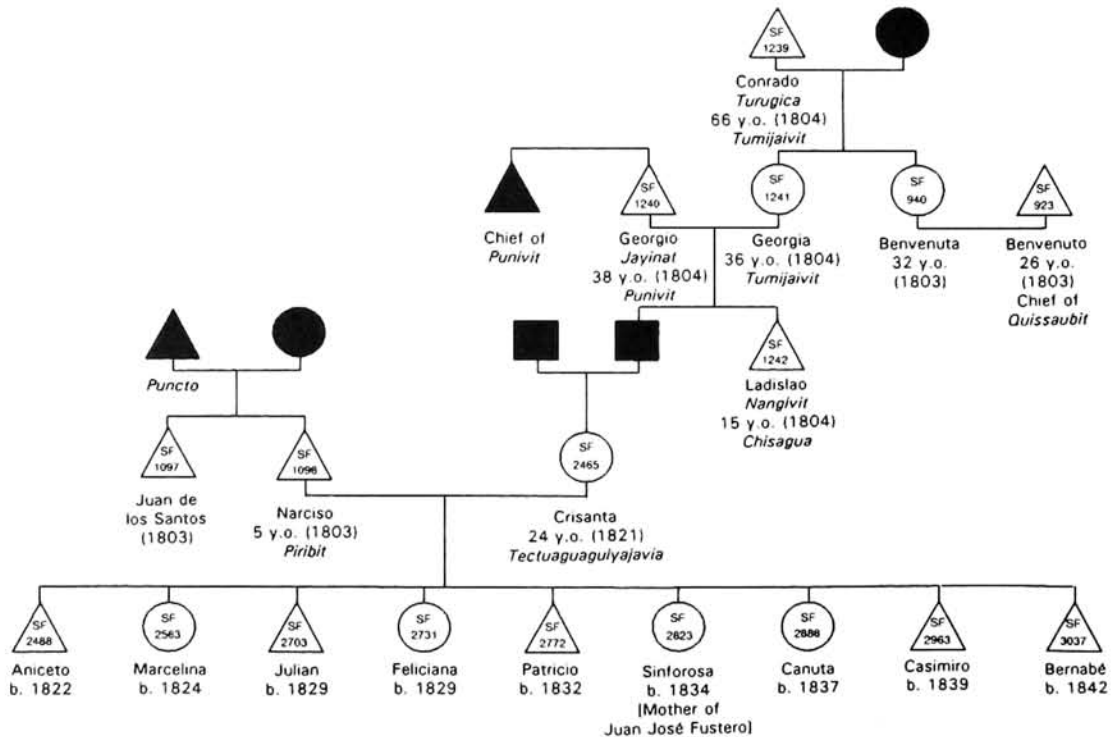 SF
1239
Conrado
Turugica
66 y.o. (1804)
Tumijaivit
Chief of
Punivit
SF
1240
Georgio
Jayinat
38 y.o. (1804)
Punivit
SF
1241
Georgia
36 y.o. (1804)
Tumijaivit
SF
940
Benvenuta
32 y.o.
(1803)
SF
923
Benvenuto
26 y.o.
(1803)
Chief of
Quissaubit
Puncto
SF
1242
Ladislao
Nangivit
15 y.o. (1804)
Chisagua
SF
1097
Juan de
los Santos
(1803)
SF
1096
Narciso
5 y.o. (1803)
Piribit
SF
2465
Crisanta
24 y.o. (1821)
Tectuaguaguiyajavia
SF
2488
Aniceto
b. 1822
SF
2563
Marcelina
b. 1824
SF
2703
Julian
b. 1829
SF
2731
Feliciana
b. 1829
SF
2772
Patricio
b. 1832
SF
2823
Sinforosa
b. 1834
[Mother of
Juan José Fustero]
SF
2886
Canuta
b. 1837
SF
2963
Casimiro
b. 1839
SF
3037
Bernabé
b. 1842